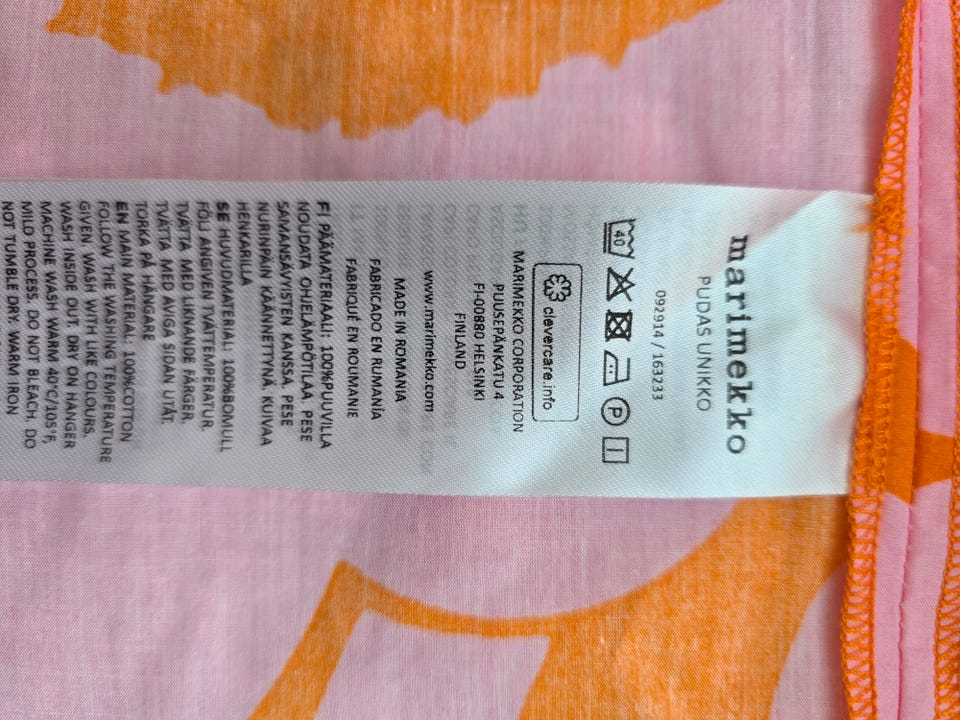 marimekko
PUDAS UNIKKO
092914 / 163233
40
P
clevercare.info
MARIMEKKO CORPORATION
PUUSEPÄNKATU 4
FI-00880 HELSINKI
FINLAND
www.marimekko.com
MADE IN ROMANIA
FABRICADO EN RUMANÍA
FABRIQUÉ EN ROUMANIE
FI PÄÄMATERIAALI: 100%PUUVILLA
NOUDATA OHJELÄMPÖTILAA. PESE
SAMANSÄVYISTEN KANSSA. PESE
NURINPÄIN KÄÄNNETTYNÄ. KUIVAA
HENKARILLA
SE HUVUDMATERIAL: 100%BOMULL
FÖLJ ANGIVEN TVÄTTEMPERATUR.
TVÄTTA MED LIKNANDE FÄRGER.
TVÄTTA MED AVIGA SIDAN UTÅT.
TORKA PÅ HÄNGARE
EN MAIN MATERIAL: 100%COTTON
FOLLOW THE WASHING TEMPERATURE
GIVEN. WASH WITH LIKE COLOURS.
WASH INSIDE OUT. DRY ON HANGER
MACHINE WASH WARM 40°C/105°F,
MILD PROCESS. DO NOT BLEACH. DO
NOT TUMBLE DRY. WARM IRON